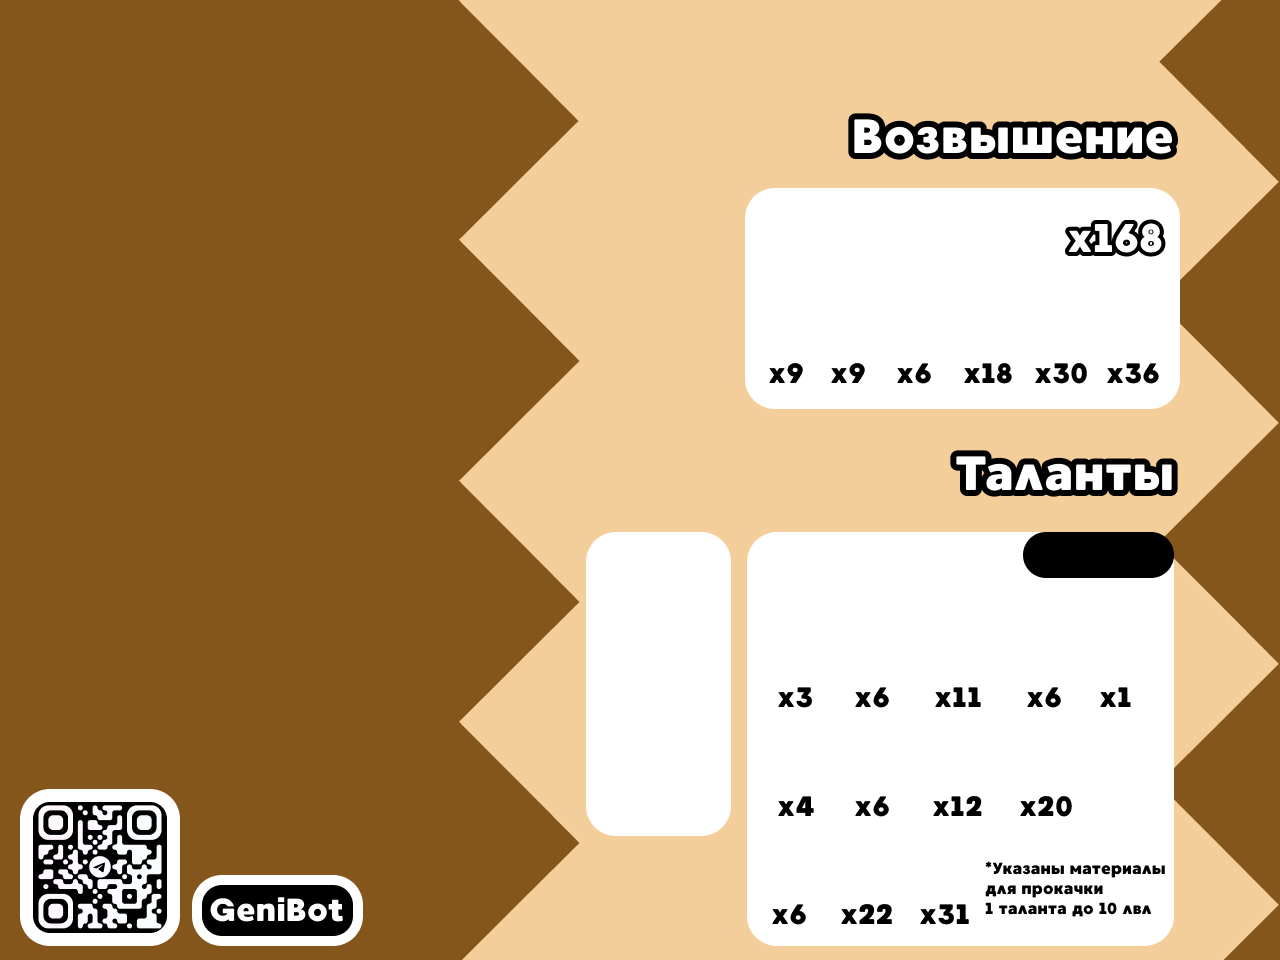 Возвышение
x168
x9 x9 x6 x18 x30 x36
Таланты
x3 x6 x11 x6 x1
x4 x6 x12 x20
*Указаны материалы
для прокачки
1 таланта до 10 лвл
x6 x22 x31
GeniBot